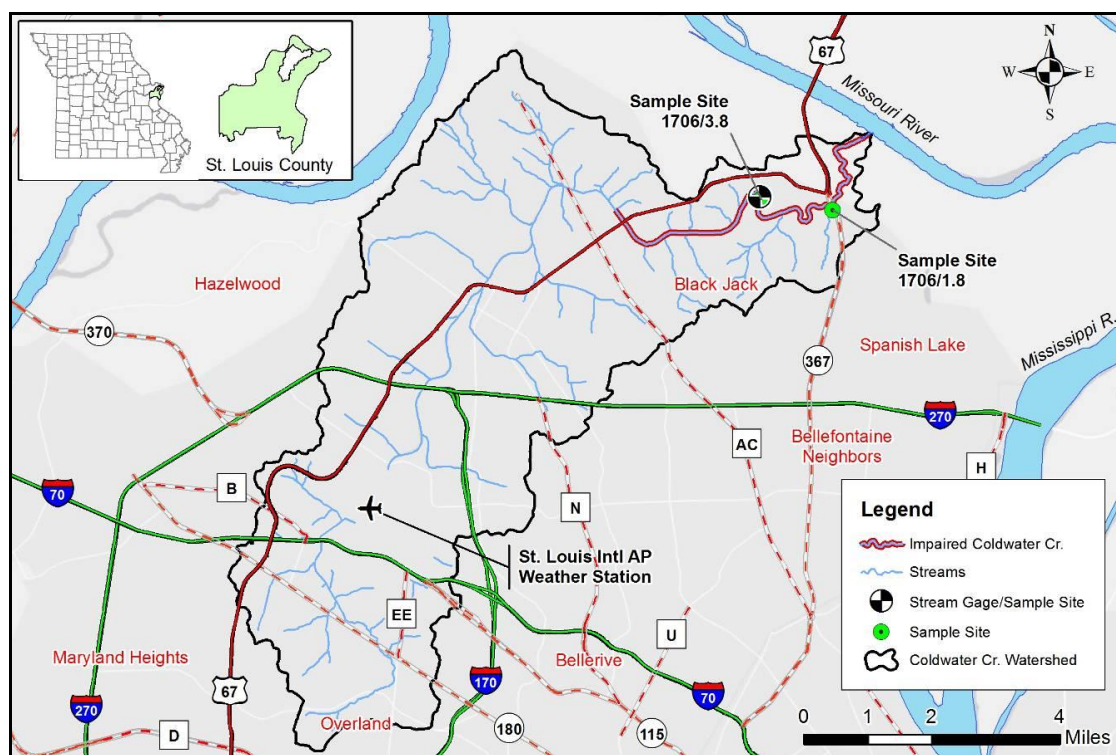 St. Louis County
67
Missouri River
N
W
E
S
Sample Site
1706/3.8
Sample Site
1706/1.8
Hazelwood
Black Jack
370
367
Spanish Lake
Mississippi R.
270
AC
Bellefontaine
Neighbors
H
70
B
N
St. Louis Intl AP
Weather Station
EE
U
Maryland Heights
Bellerive
67
170
70
270
Overland
D
180
115
Legend
Impaired Coldwater Cr.
Streams
Stream Gage/Sample Site
Sample Site
Coldwater Cr. Watershed
0 1 2 4
Miles